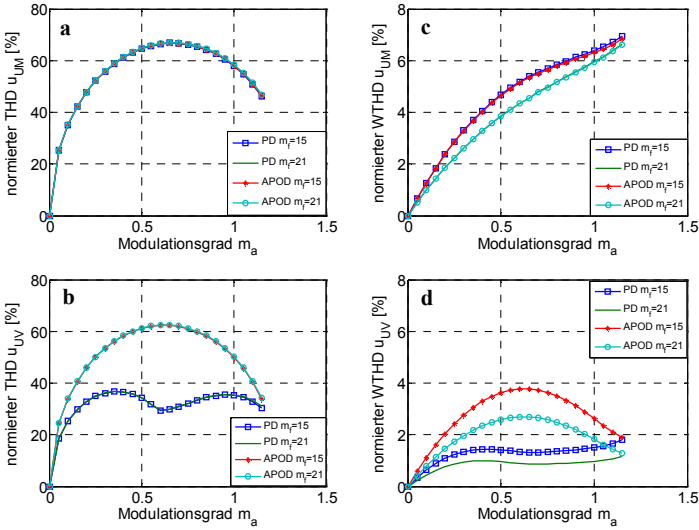 a
normierter THD u_UM [%]
80
60
40
20
0
0
0.5
1
1.5
Modulationsgrad m_a
PD m_f=15
PD m_f=21
APOD m_f=15
APOD m_f=21
c
normierter WTHD u_UM [%]
8
6
4
2
0
0
0.5
1
1.5
Modulationsgrad m_a
PD m_f=15
PD m_f=21
APOD m_f=15
APOD m_f=21
b
normierter THD u_UV [%]
80
60
40
20
0
0
0.5
1
1.5
Modulationsgrad m_a
PD m_f=15
PD m_f=21
APOD m_f=15
APOD m_f=21
d
normierter WTHD u_UV [%]
8
6
4
2
0
0
0.5
1
1.5
Modulationsgrad m_a
PD m_f=15
PD m_f=21
APOD m_f=15
APOD m_f=21